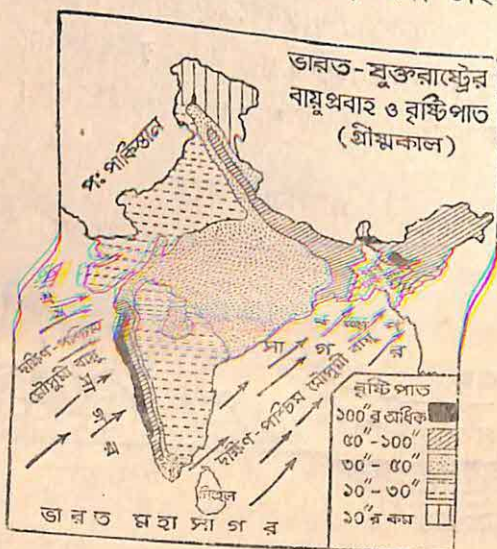 ভারত-যুক্তরাষ্ট্রের
বায়ুপ্রবাহ ও বৃষ্টিপাত
(গ্রীষ্মকাল)
প: পাকিস্তান
দক্ষিণ-পশ্চিম
মৌসুমী বায়ু
সাগর
দক্ষিণ-পশ্চিম মৌসুমী বায়ু
সিংহল
ভারত মহাসাগর
বৃষ্টিপাত
১০০"র অধিক
৫০"-১০০"
৩০"-৫০"
১০"-৩০"
১০"র কম